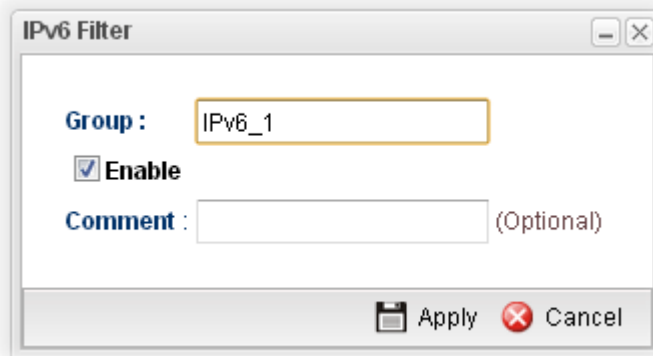 IPv6 Filter
Group : IPv6_1
Enable
Comment : (Optional)
Apply Cancel